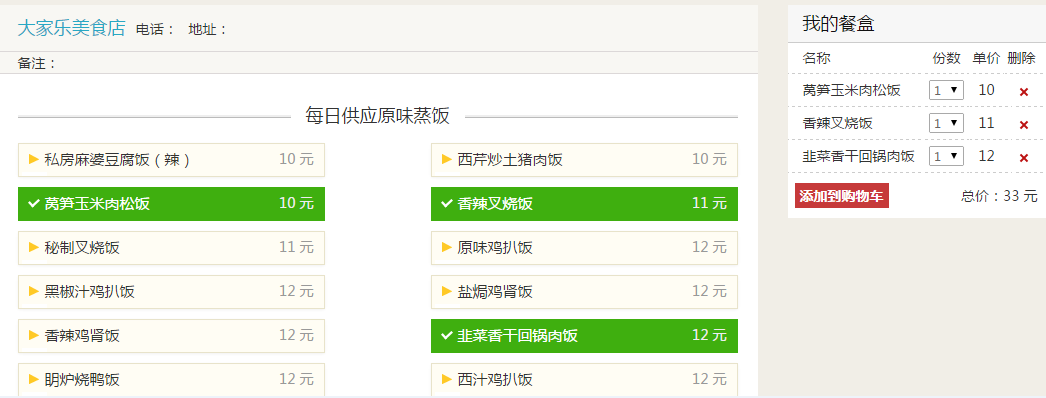 大家乐美食店 电话： 地址：
备注：
每日供应原味蒸饭
私房麻婆豆腐饭（辣） 10 元
西芹炒土猪肉饭 10 元
莴笋玉米肉松饭 10 元
香辣叉烧饭 11 元
秘制叉烧饭 11 元
原味鸡扒饭 12 元
黑椒汁鸡扒饭 12 元
盐焗鸡肾饭 12 元
香辣鸡肾饭 12 元
韭菜香干回锅肉饭 12 元
明炉烧鸭饭 12 元
西汁鸡扒饭 12 元
我的餐盒
名称 份数 单价 删除
莴笋玉米肉松饭 1 10
香辣叉烧饭 1 11
韭菜香干回锅肉饭 1 12
添加到购物车 总价：33 元